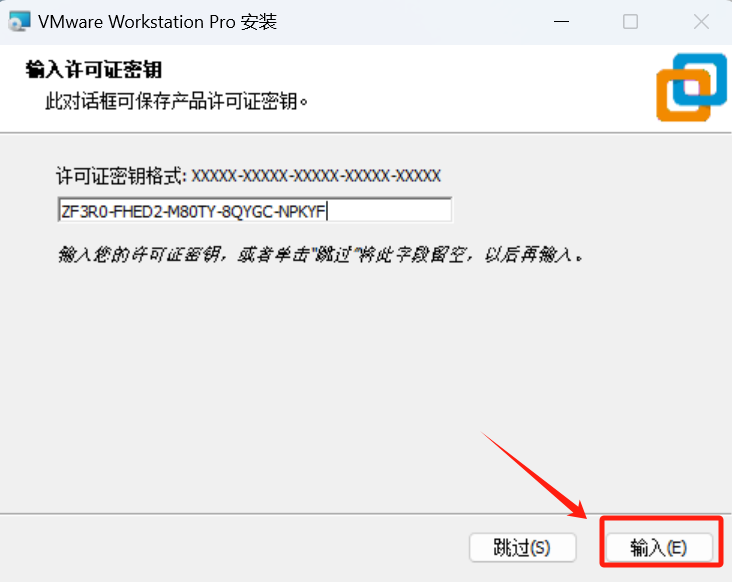 VMware Workstation Pro 安装
输入许可证密钥
此对话框可保存产品许可证密钥。
许可证密钥格式: XXXXX-XXXXX-XXXXX-XXXXX-XXXXX
ZF3R0-FHED2-M80TY-8QYGC-NPKYF
输入您的许可证密钥，或者单击"跳过"将此字段留空，以后再输入。
跳过(S) 输入(E)